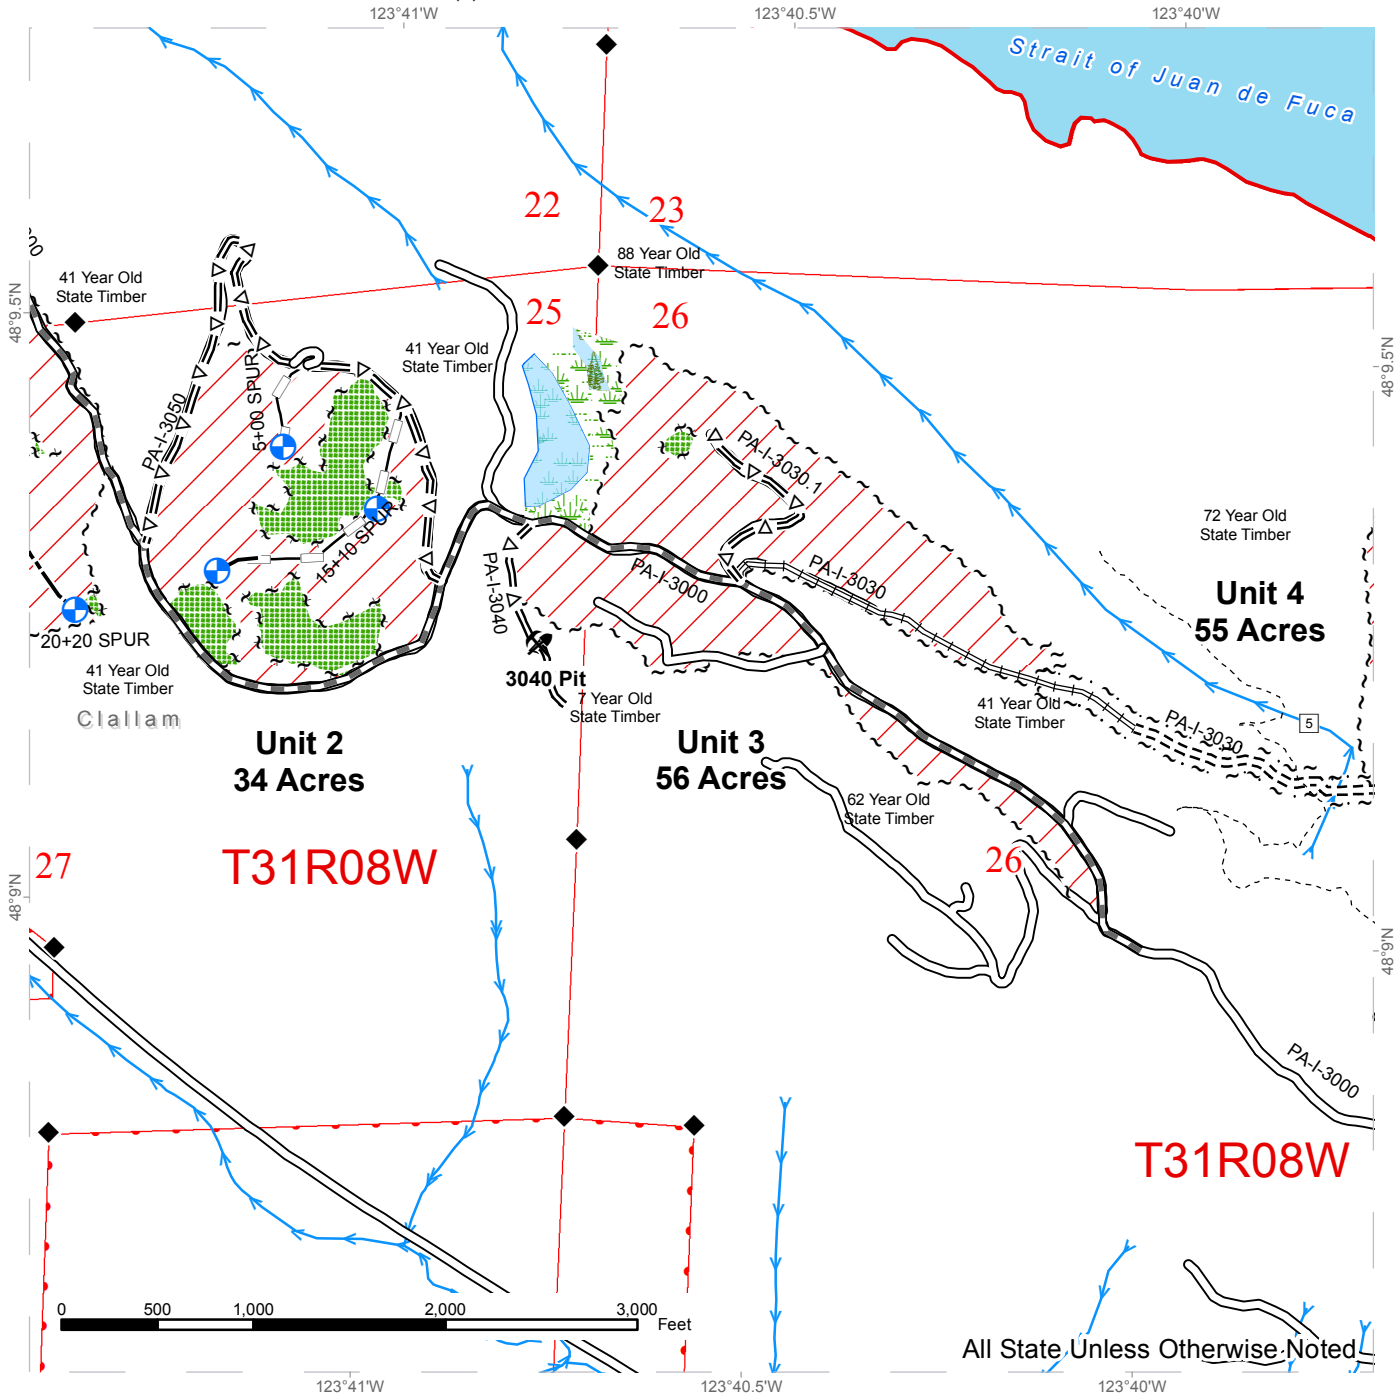 123°41'W
123°40.5'W
123°40'W
Strait of Juan de Fuca
22
23
88 Year Old
State Timber
41 Year Old
State Timber
00
48°9.5'N
25
26
41 Year Old
State Timber
48°9.5'N
5+00 SPUR
PA-I-3050
PA-I-3030.1
15+10 SPUR
72 Year Old
State Timber
PA-I-3040
PA-I-3000
PA-I-3030
Unit 4
55 Acres
20+20 SPUR
41 Year Old
State Timber
3040 Pit
7 Year Old
State Timber
41 Year Old
State Timber
Clallam
PA-I-3030
5
Unit 2
34 Acres
Unit 3
56 Acres
62 Year Old
State Timber
27
T31R08W
26
48°9'N
48°9'N
PA-I-3000
T31R08W
0
500
1,000
2,000
3,000
Feet
All State Unless Otherwise Noted
123°41'W
123°40.5'W
123°40'W